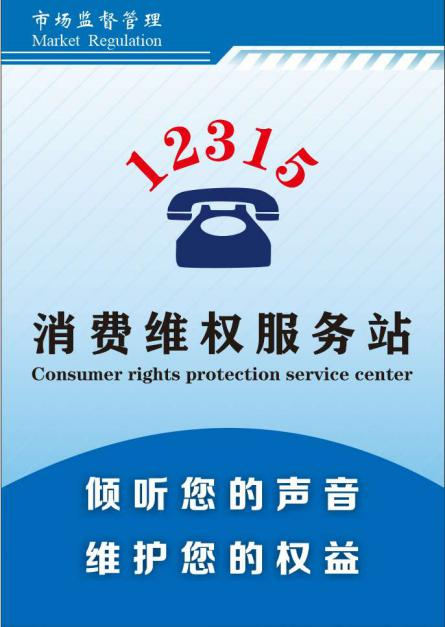 市场监督管理
Market Regulation
12315
消费维权服务站
Consumer rights protection service center
倾听您的声音
维护您的权益